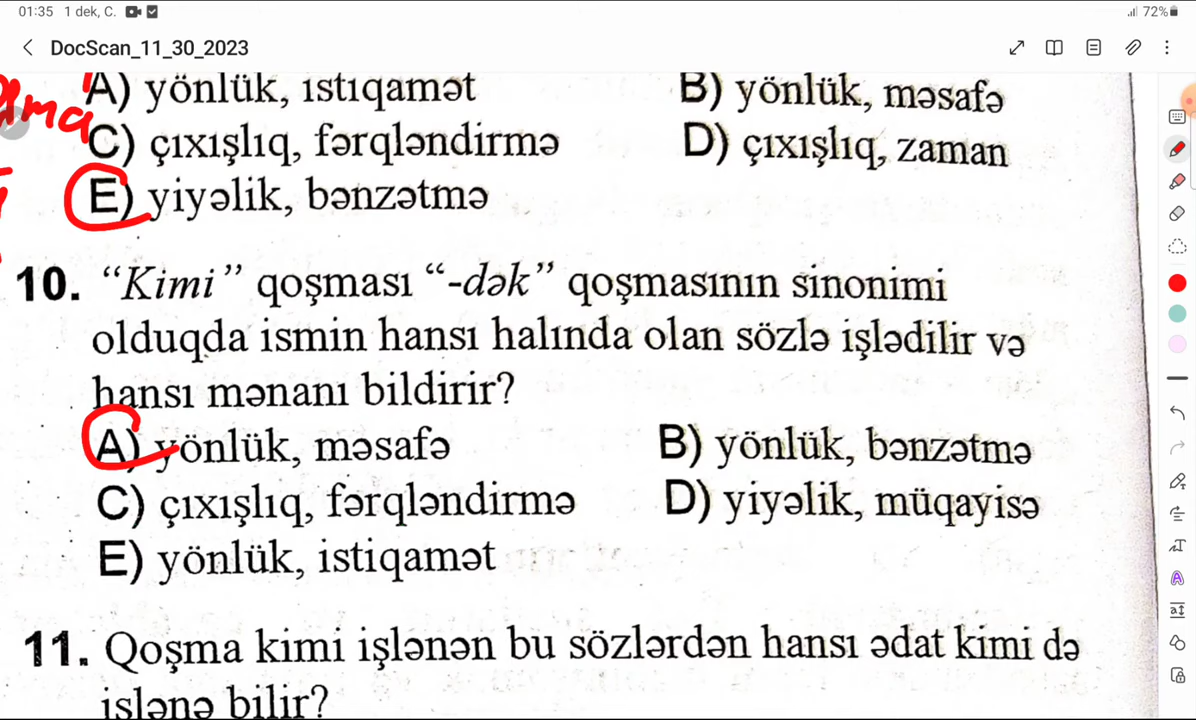 01:35 1 dek, C. 72%
DocScan_11_30_2023
A) yönlük, istiqamət B) yönlük, məsafə
C) çıxışlıq, fərqləndirmə D) çıxışlıq, zaman
E) yiyəlik, bənzətmə
10. “Kimi” qoşması “-dək” qoşmasının sinonimi
olduqda ismin hansı halında olan sözlə işlədilir və
hansı mənanı bildirir?
A) yönlük, məsafə B) yönlük, bənzətmə
C) çıxışlıq, fərqləndirmə D) yiyəlik, müqayisə
E) yönlük, istiqamət
11. Qoşma kimi işlənən bu sözlərdən hansı ədat kimi də
işlənə bilir?